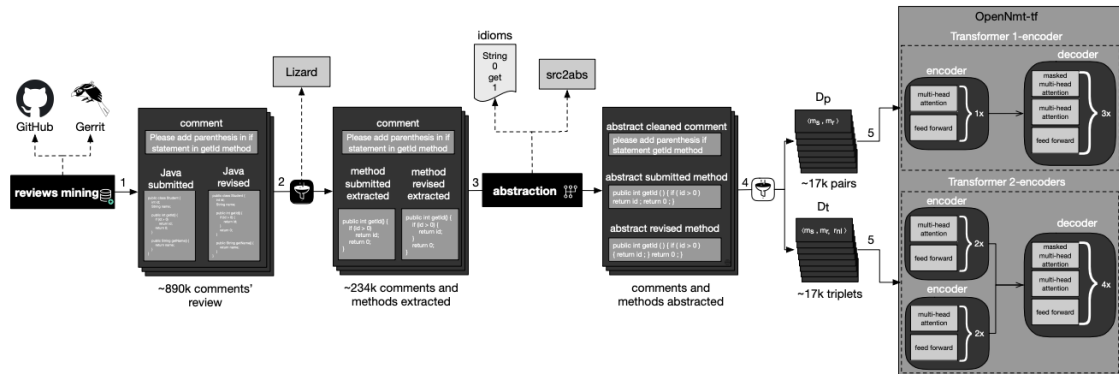 GitHub
Gerrit
reviews mining
1
comment
Please add parenthesis in if
statement in getId method
Java
submitted
Java
revised
~890k comments'
review
2
Lizard
comment
Please add parenthesis in if
statement in getId method
method
submitted
extracted
public int getId() {
if (id > 0)
return id;
return 0;
}
method
revised
extracted
public int getId() {
if (id > 0) {
return id;
}
return 0;
}
~234k comments and
methods extracted
3
idioms
String
0
get
1
src2abs
abstraction
abstract cleaned comment
please add parenthesis if
statement getId method
abstract submitted method
public int getId ( ) { if ( id > 0 )
return id ; return 0 ; }
abstract revised method
public int getId ( ) { if ( id > 0 )
{ return id ; } return 0 ; }
comments and
methods abstracted
4
Dp
⟨ms , mr⟩
~17k pairs
5
Dt
⟨ms, mr, rnl⟩
~17k triplets
5
OpenNmt-tf
Transformer 1-encoder
encoder
multi-head
attention
feed forward
1x
decoder
masked
multi-head
attention
multi-head
attention
feed forward
3x
Transformer 2-encoders
encoder
multi-head
attention
feed forward
2x
encoder
multi-head
attention
feed forward
2x
decoder
masked
multi-head
attention
multi-head
attention
feed forward
4x